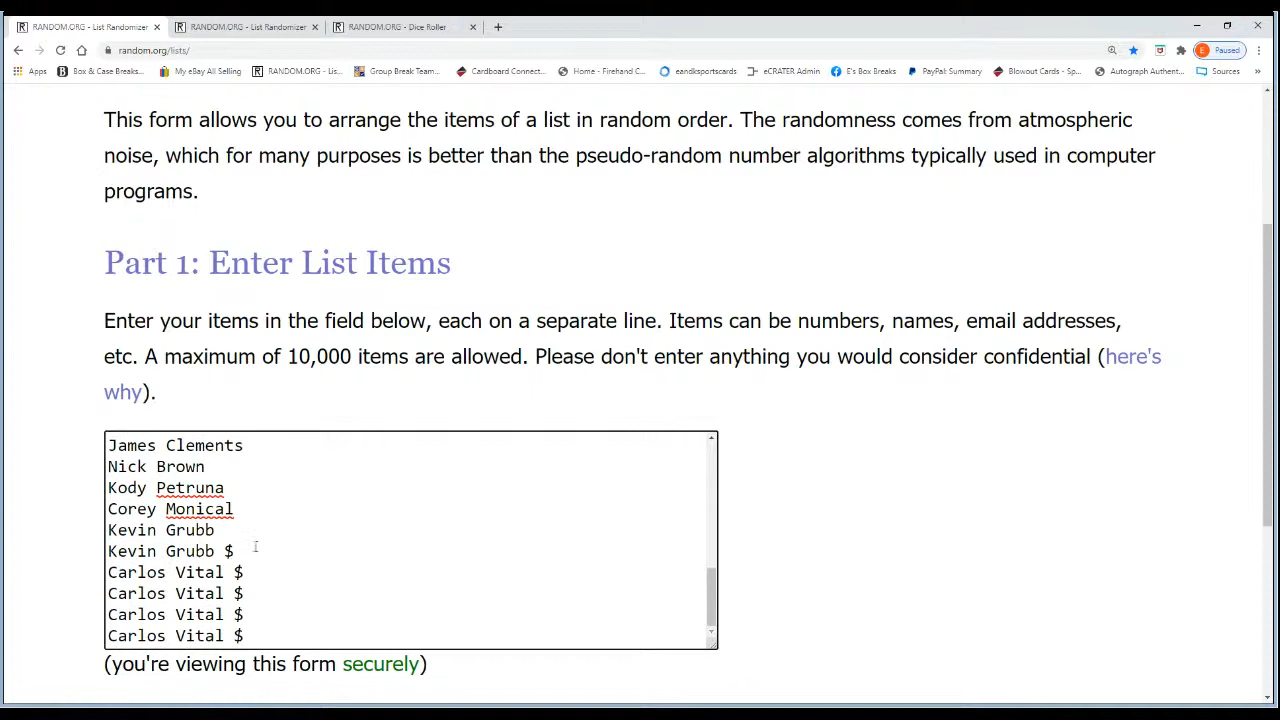 RANDOM.ORG - List Randomizer
RANDOM.ORG - List Randomizer
RANDOM.ORG - Dice Roller
random.org/lists/
E Paused
Apps
Box & Case Breaks...
My eBay All Selling
RANDOM.ORG - Lis...
Group Break Team...
Cardboard Connect...
Home - Firehand C...
eandksportscards
eCRATER / ambox...
E's Box Breaks
PayPal: Summary
Blowout Cards - Sp...
Autograph Authent...
Sources
This form allows you to arrange the items of a list in random order. The randomness comes from atmospheric
noise, which for many purposes is better than the pseudo-random number algorithms typically used in computer
programs.
Part 1: Enter List Items
Enter your items in the field below, each on a separate line. Items can be numbers, names, email addresses,
etc. A maximum of 10,000 items are allowed. Please don't enter anything you would consider confidential (here's
why).
James Clements
Nick Brown
Kody Petruna
Corey Monical
Kevin Grubb
Kevin Grubb $
Carlos Vital $
Carlos Vital $
Carlos Vital $
Carlos Vital $
(you're viewing this form securely)